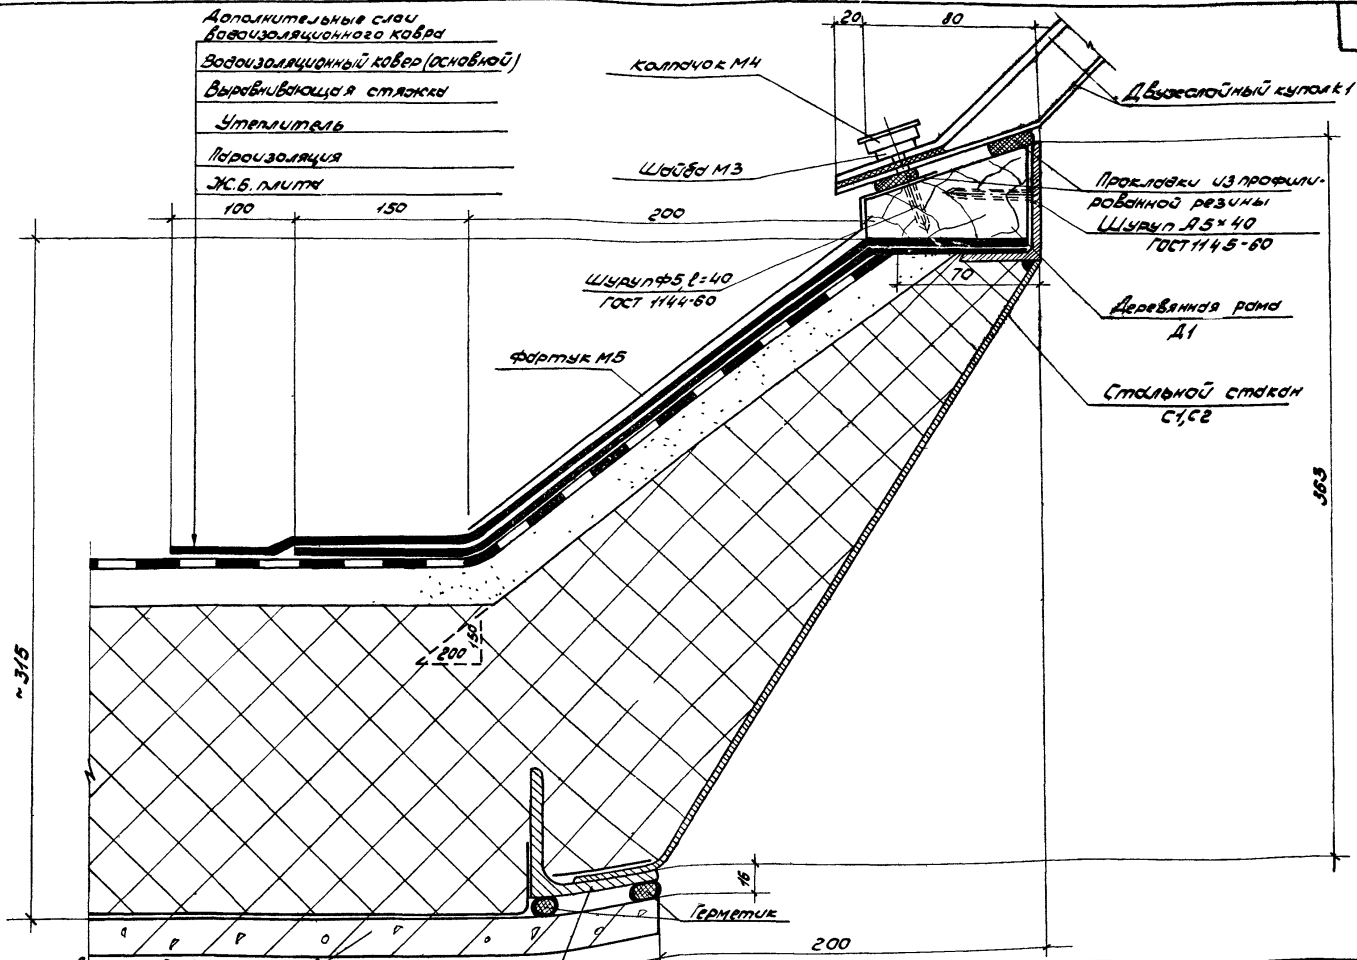 Дополнительные слои
водоизоляционного ковра
Водоизоляционный ковер (основной)
Выравнивающая стяжка
Утеплитель
Пароизоляция
Ж.Б. плита
100
150
200
20
80
Колпачок М4
Двухслойный купол К1
Шайба М3
Прокладки из профили-
рованной резины
Шуруп А5×40
ГОСТ 1145-60
Шуруп Ф5, ℓ=40
ГОСТ 1144-60
70
Деревянная рама
Д1
Фартук М5
Стальной стакан
С1, С2
363
~315
150
200
16
Герметик
200